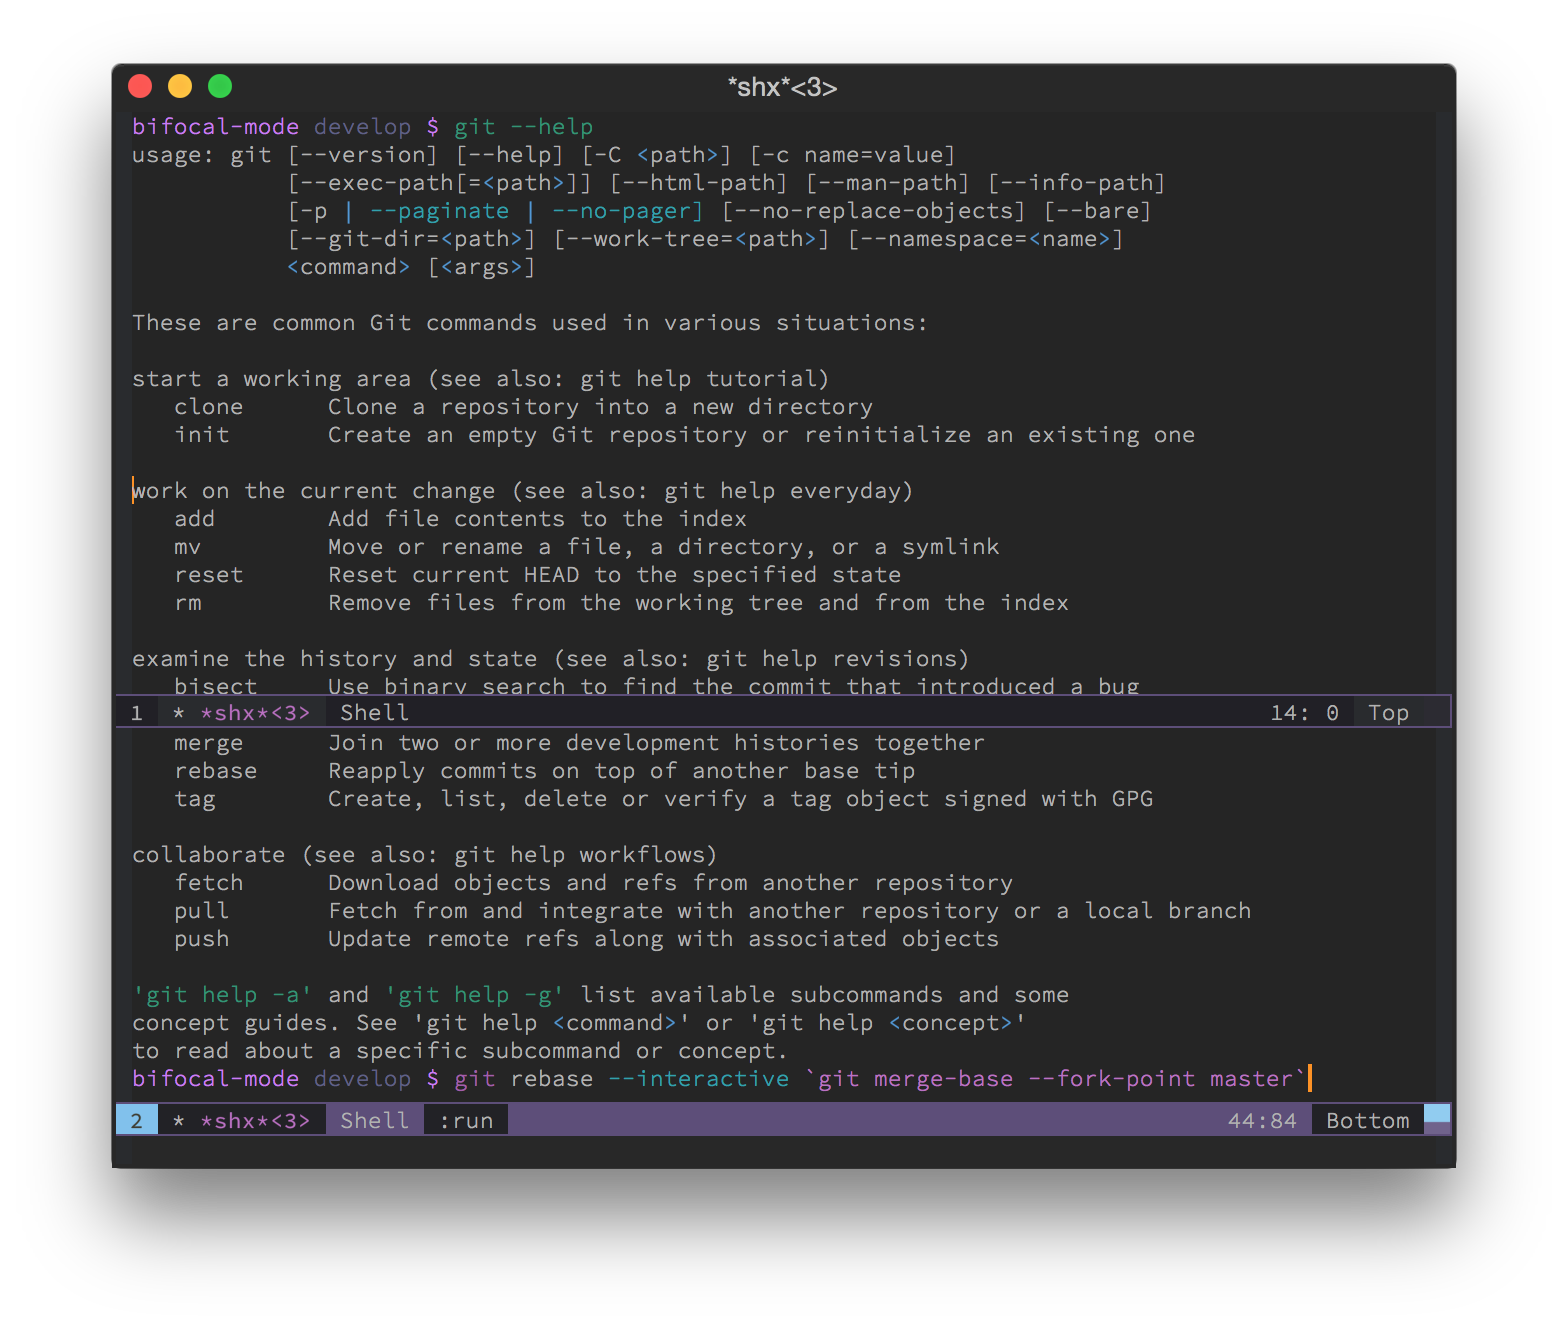 *shx*<3>
bifocal-mode develop $ git --help
usage: git [--version] [--help] [-C <path>] [-c name=value]
[--exec-path[=<path>]] [--html-path] [--man-path] [--info-path]
[-p | --paginate | --no-pager] [--no-replace-objects] [--bare]
[--git-dir=<path>] [--work-tree=<path>] [--namespace=<name>]
<command> [<args>]
These are common Git commands used in various situations:
start a working area (see also: git help tutorial)
clone Clone a repository into a new directory
init Create an empty Git repository or reinitialize an existing one
work on the current change (see also: git help everyday)
add Add file contents to the index
mv Move or rename a file, a directory, or a symlink
reset Reset current HEAD to the specified state
rm Remove files from the working tree and from the index
examine the history and state (see also: git help revisions)
bisect Use binary search to find the commit that introduced a bug
1 * *shx*<3> Shell 14: 0 Top
merge Join two or more development histories together
rebase Reapply commits on top of another base tip
tag Create, list, delete or verify a tag object signed with GPG
collaborate (see also: git help workflows)
fetch Download objects and refs from another repository
pull Fetch from and integrate with another repository or a local branch
push Update remote refs along with associated objects
'git help -a' and 'git help -g' list available subcommands and some
concept guides. See 'git help <command>' or 'git help <concept>'
to read about a specific subcommand or concept.
bifocal-mode develop $ git rebase --interactive `git merge-base --fork-point master`
2 * *shx*<3> Shell :run 44:84 Bottom